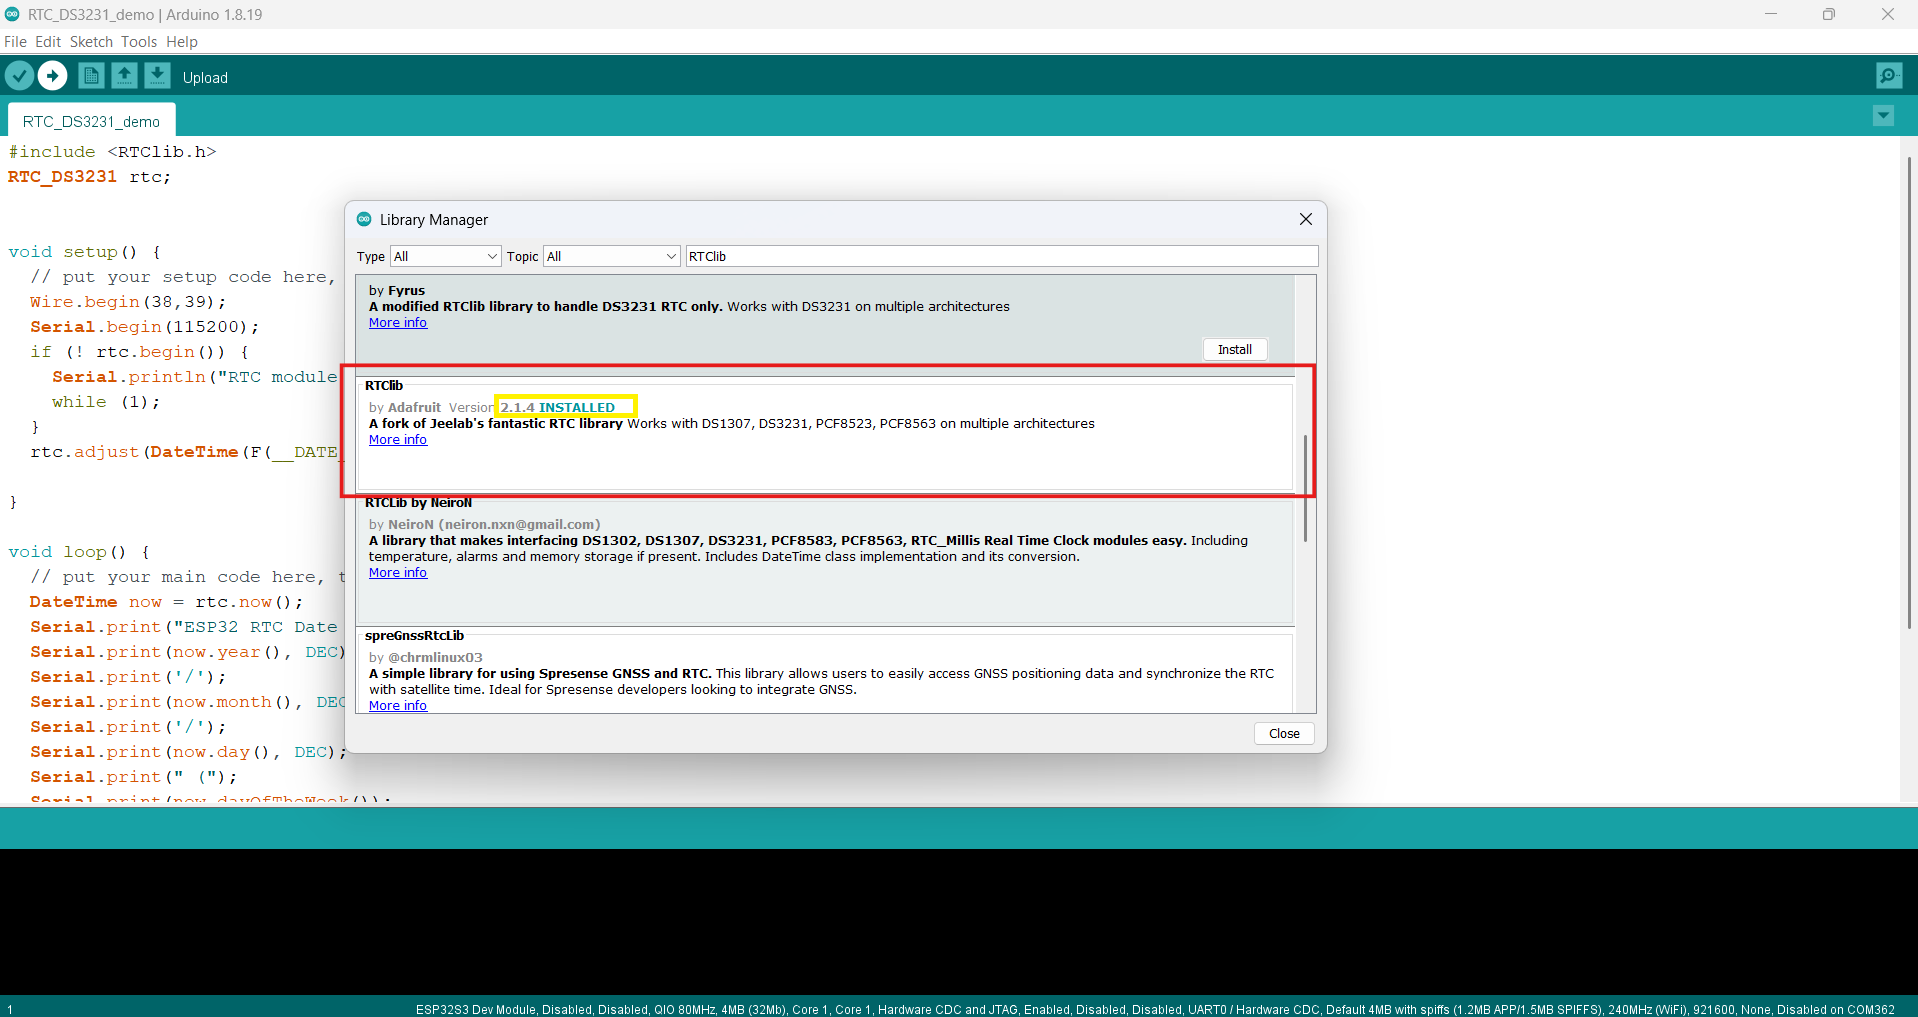 RTC_DS3231_demo | Arduino 1.8.19
File Edit Sketch Tools Help
Upload
RTC_DS3231_demo
#include <RTClib.h>
RTC_DS3231 rtc;
void setup() {
// put your setup code here,
Wire.begin(38,39);
Serial.begin(115200);
if (! rtc.begin()) {
Serial.println("RTC module
while (1);
}
rtc.adjust(DateTime(F(__DATE_
}
void loop() {
// put your main code here, t
DateTime now = rtc.now();
Serial.print("ESP32 RTC Date
Serial.print(now.year(), DEC)
Serial.print('/');
Serial.print(now.month(), DEC
Serial.print('/');
Serial.print(now.day(), DEC);
Serial.print(" (");
Serial.print(now.dayOfTheWeek());
Library Manager
Type All Topic All RTClib
by Fyrus
A modified RTClib library to handle DS3231 RTC only. Works with DS3231 on multiple architectures
More info
Install
RTClib
by Adafruit Version 2.1.4 INSTALLED
A fork of Jeelab's fantastic RTC library Works with DS1307, DS3231, PCF8523, PCF8563 on multiple architectures
More info
RTCLib by NeiroN
by NeiroN (neiron.nxn@gmail.com)
A library that makes interfacing DS1302, DS1307, DS3231, PCF8583, PCF8563, RTC_Millis Real Time Clock modules easy. Including
temperature, alarms and memory storage if present. Includes DateTime class implementation and its conversion.
More info
spreGnssRtcLib
by @chrmlinux03
A simple library for using Spresense GNSS and RTC. This library allows users to easily access GNSS positioning data and synchronize the RTC
with satellite time. Ideal for Spresense developers looking to integrate GNSS.
More info
Close
1
ESP32S3 Dev Module, Disabled, Disabled, QIO 80MHz, 4MB (32Mb), Core 1, Core 1, Hardware CDC and JTAG, Enabled, Disabled, Disabled, UART0 / Hardware CDC, Default 4MB with spiffs (1.2MB APP/1.5MB SPIFFS), 240MHz (WiFi), 921600, None, Disabled on COM362